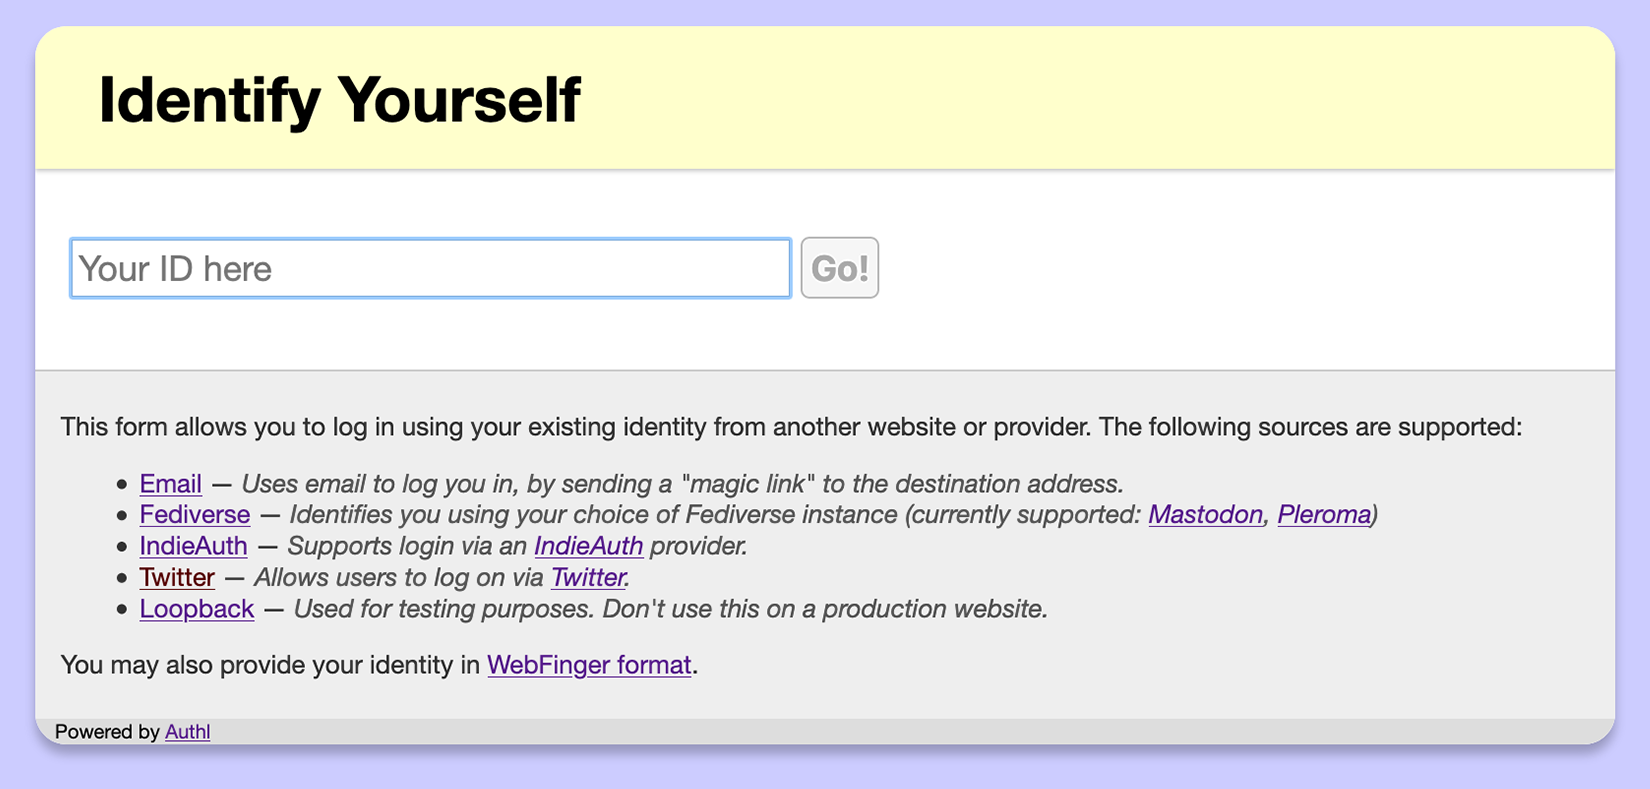 Identify Yourself
Your ID here
Go!
This form allows you to log in using your existing identity from another website or provider. The following sources are supported:
• Email — Uses email to log you in, by sending a "magic link" to the destination address.
• Fediverse — Identifies you using your choice of Fediverse instance (currently supported: Mastodon, Pleroma)
• IndieAuth — Supports login via an IndieAuth provider.
• Twitter — Allows users to log on via Twitter.
• Loopback — Used for testing purposes. Don't use this on a production website.
You may also provide your identity in WebFinger format.
Powered by Authl